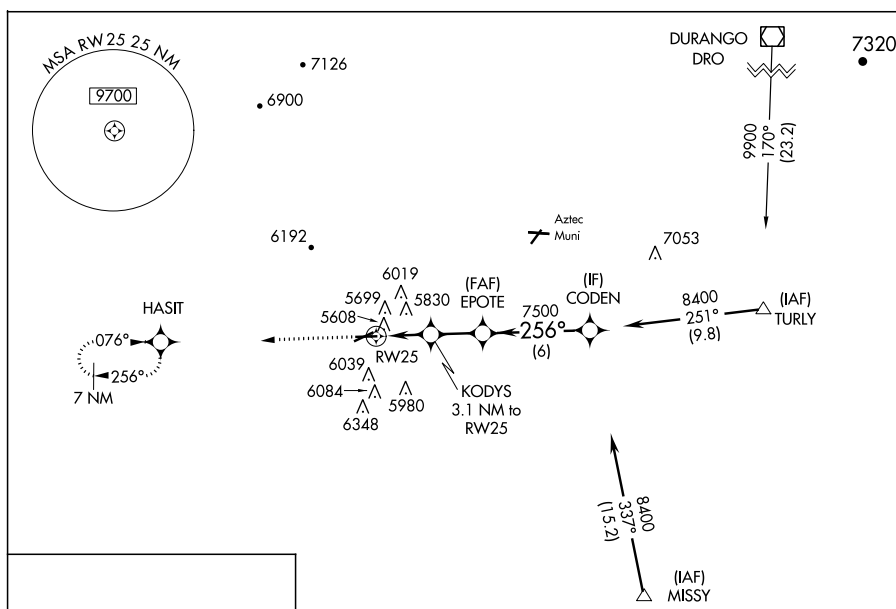 MSA RW25 25 NM
9700
7126
6900
DURANGO
DRO
7320
9900
170°
(23.2)
6192
Aztec
Muni
7053
HASIT
6019
5699
5830
5608
(FAF)
EPOTE
7500
256°
(6)
(IF)
CODEN
8400
251°
(9.8)
(IAF)
TURLY
076°
256°
7 NM
RW25
6039
6084
5980
6348
KODYS
3.1 NM to
RW25
8400
337°
(15.2)
(IAF)
MISSY